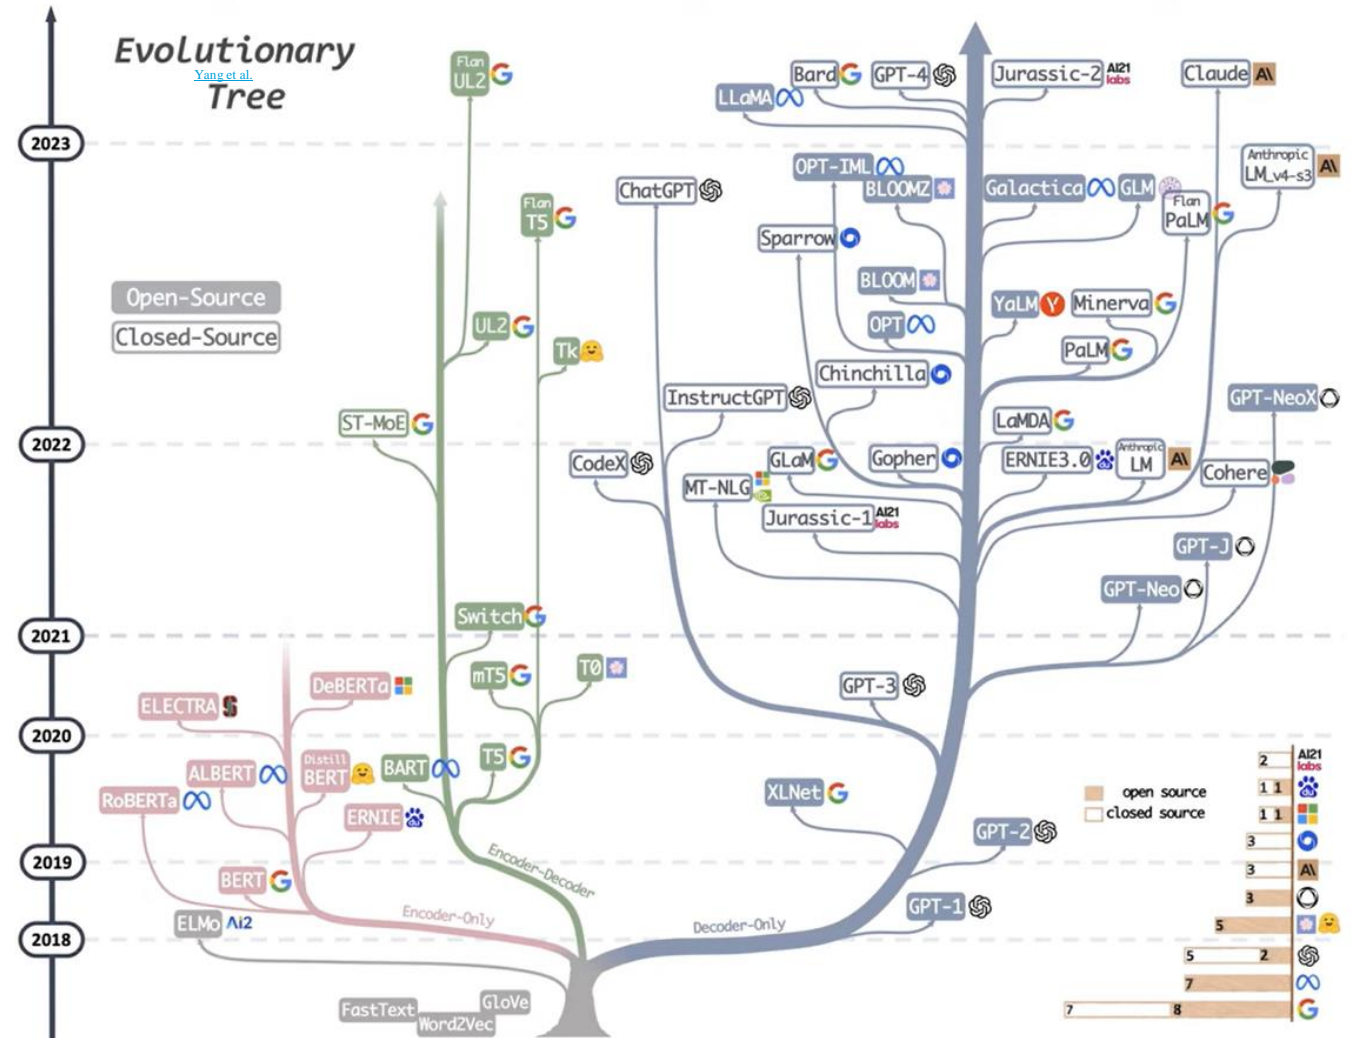 Evolutionary
Yang et al.
Tree
Flan
UL2
Bard
GPT-4
Jurassic-2
AI21
labs
Claude
A\
LLaMA
2023
OPT-IML
BLOOMZ
ChatGPT
Galactica
GLM
Anthropic
LM_v4-s3
A\
Flan
T5
Flan
PaLM
Sparrow
Open-Source
Closed-Source
BLOOM
UL2
OPT
YaLM
Y
Minerva
Tk
PaLM
Chinchilla
InstructGPT
GPT-NeoX
ST-MoE
LaMDA
2022
CodeX
GLaM
Gopher
ERNIE3.0
du
Anthropic
LM
A\
Cohere
MT-NLG
Jurassic-1
AI21
labs
GPT-J
GPT-Neo
Switch
2021
mT5
T0
DeBERTa
GPT-3
ELECTRA
S
2020
ALBERT
Distill
BERT
BART
T5
RoBERTa
XLNet
ERNIE
du
GPT-2
2019
Encoder-Decoder
BERT
GPT-1
ELMo
Ai2
Encoder-Only
Decoder-Only
2018
FastText
Word2Vec
GloVe
open source
closed source
2
AI21
labs
1 1
du
1 1
3
3
A\
3
5
5 2
7
7 8